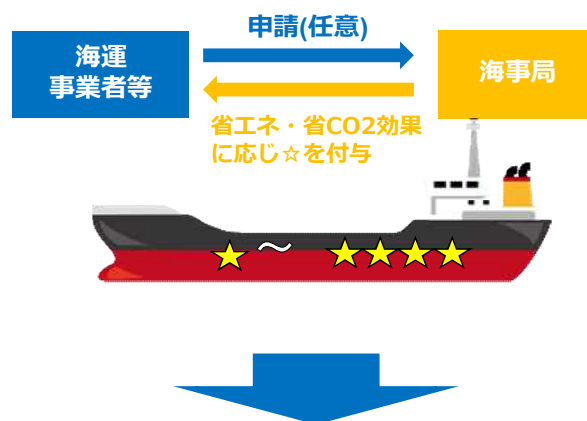 申請(任意)
海運
事業者等
海事局
省エネ・省CO2効果
に応じ☆を付与
～